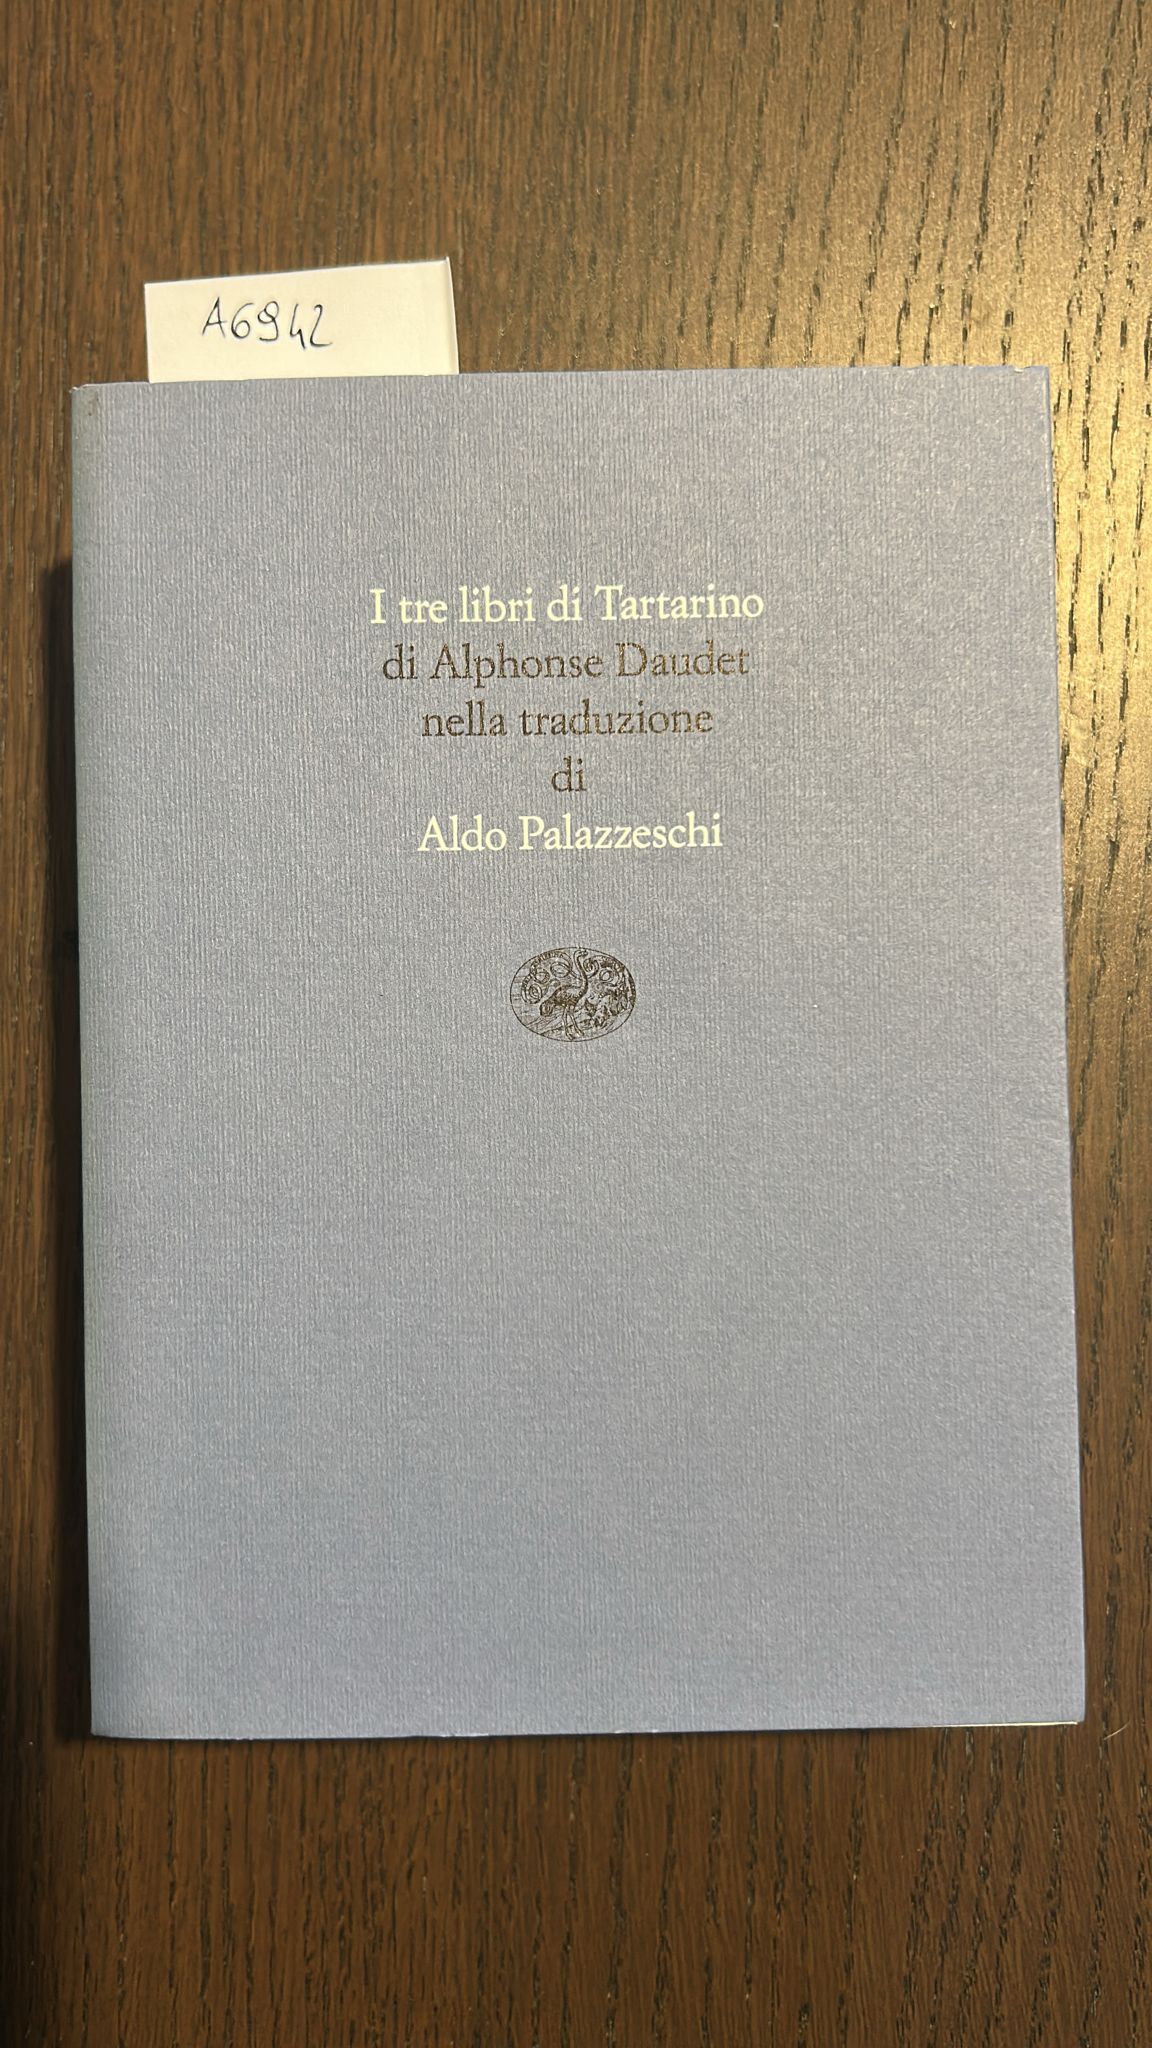 A6942
I tre libri di Tartarino
di Alphonse Daudet
nella traduzione
di
Aldo Palazzeschi